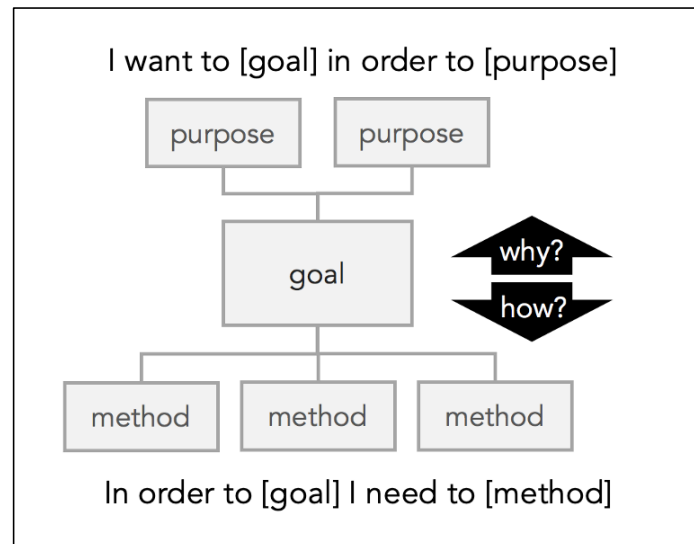 I want to [goal] in order to [purpose]
purpose purpose
goal
why?
how?
method method method
In order to [goal] I need to [method]